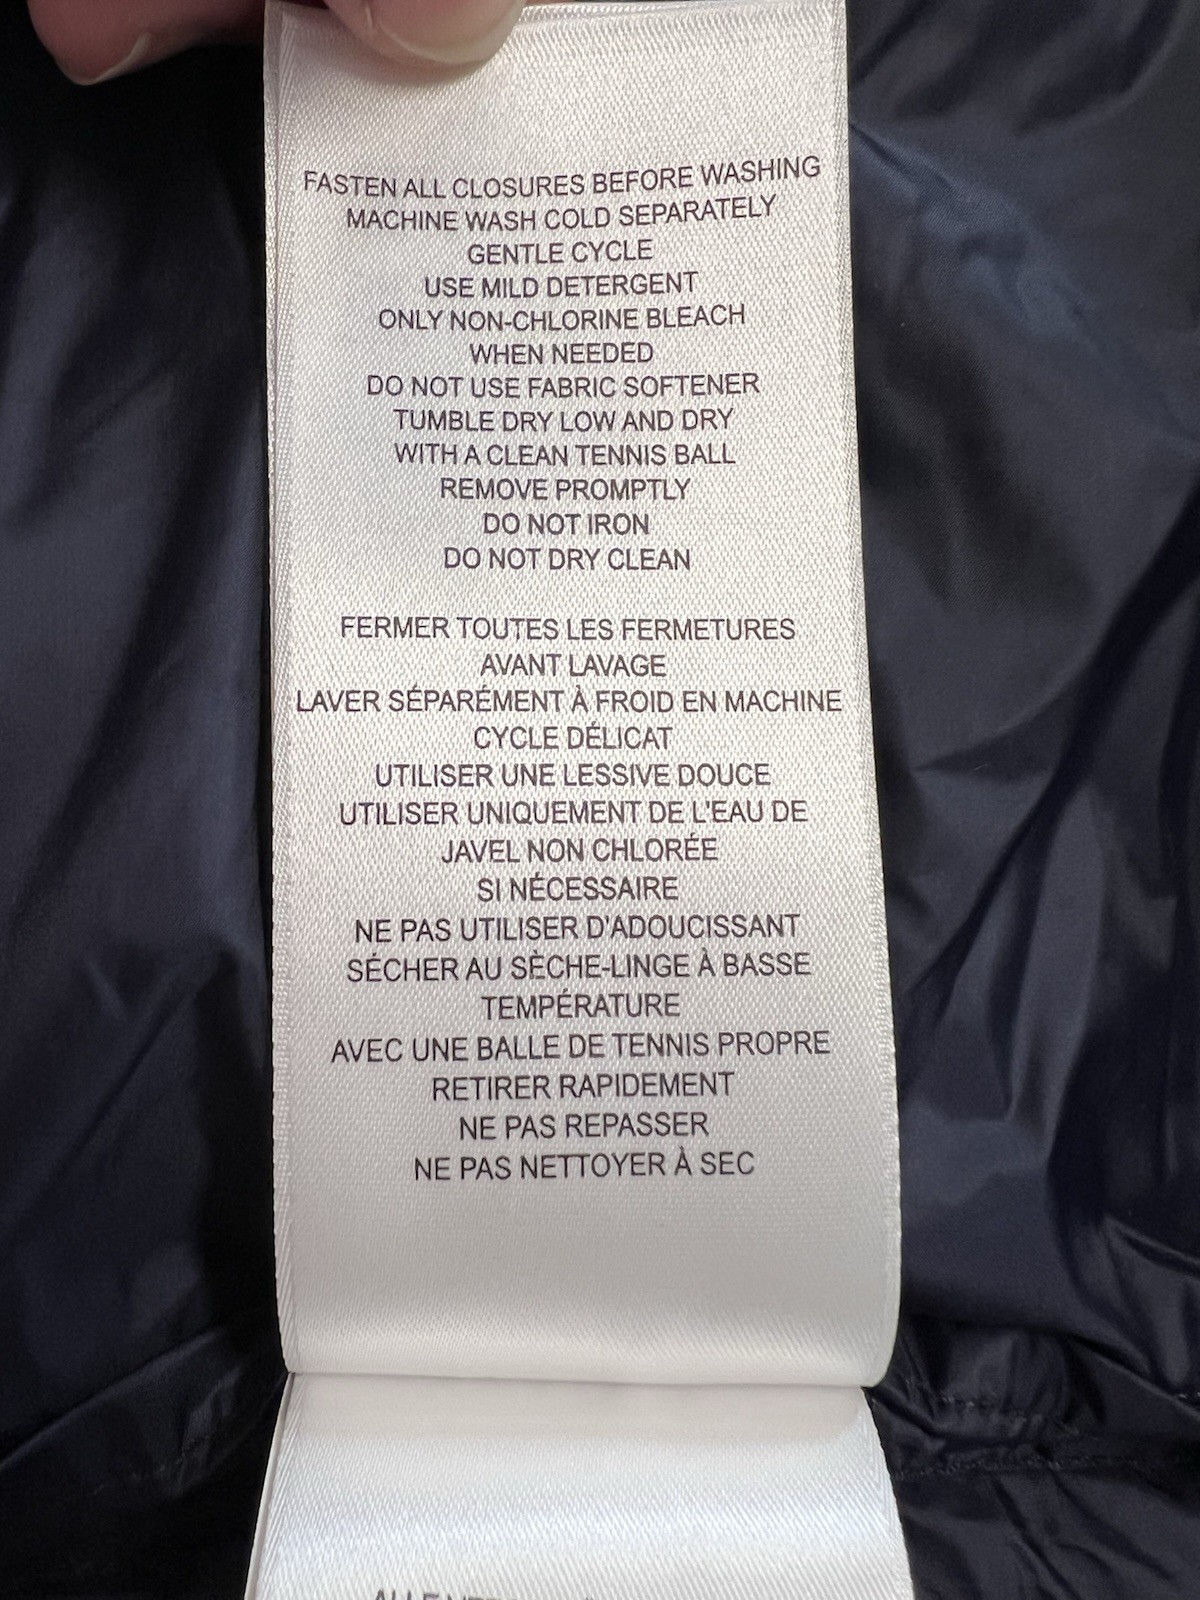 FASTEN ALL CLOSURES BEFORE WASHING
MACHINE WASH COLD SEPARATELY
GENTLE CYCLE
USE MILD DETERGENT
ONLY NON-CHLORINE BLEACH
WHEN NEEDED
DO NOT USE FABRIC SOFTENER
TUMBLE DRY LOW AND DRY
WITH A CLEAN TENNIS BALL
REMOVE PROMPTLY
DO NOT IRON
DO NOT DRY CLEAN
FERMER TOUTES LES FERMETURES
AVANT LAVAGE
LAVER SÉPARÉMENT À FROID EN MACHINE
CYCLE DÉLICAT
UTILISER UNE LESSIVE DOUCE
UTILISER UNIQUEMENT DE L'EAU DE
JAVEL NON CHLORÉE
SI NÉCESSAIRE
NE PAS UTILISER D'ADOUCISSANT
SÉCHER AU SÈCHE-LINGE À BASSE
TEMPÉRATURE
AVEC UNE BALLE DE TENNIS PROPRE
RETIRER RAPIDEMENT
NE PAS REPASSER
NE PAS NETTOYER À SEC